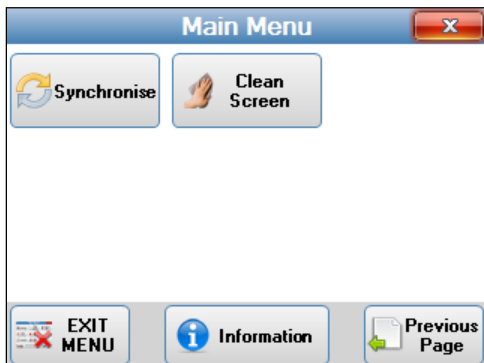 Main Menu
x
Synchronise
Clean
Screen
EXIT
MENU
Information
Previous
Page